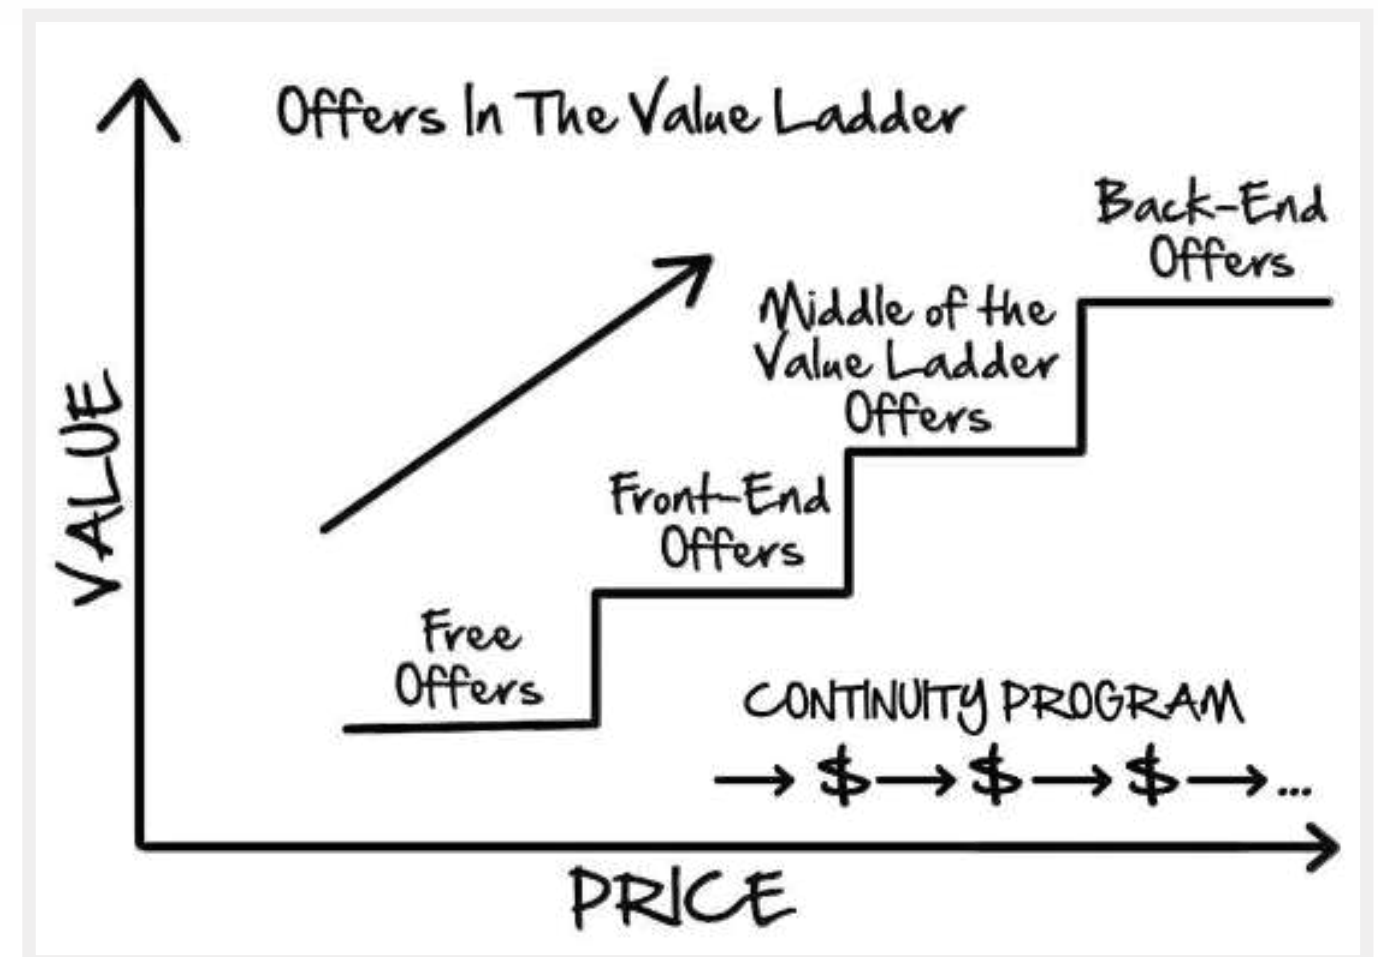 Offers In The Value Ladder
Back-End
Offers
Middle of the
Value Ladder
Offers
Front-End
Offers
Free
Offers
VALUE
CONTINUITY PROGRAM
→ $ → $ → $ → ...
PRICE